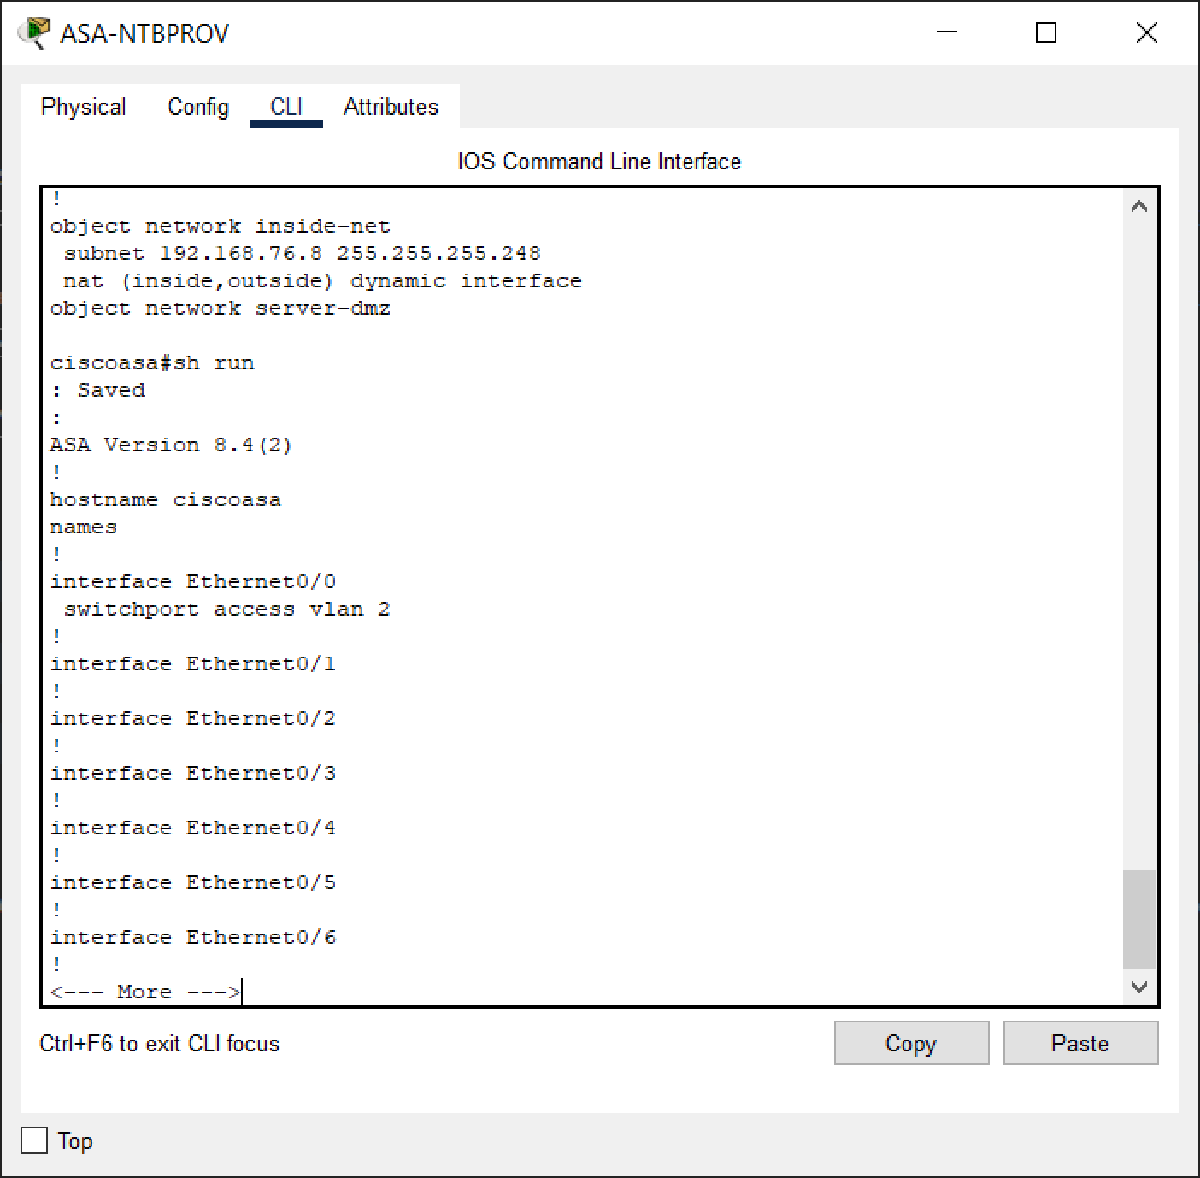 ASA-NTBPROV
Physical Config CLI Attributes
IOS Command Line Interface
!
object network inside-net
 subnet 192.168.76.8 255.255.255.248
 nat (inside,outside) dynamic interface
object network server-dmz
ciscoasa#sh run
: Saved
:
ASA Version 8.4(2)
!
hostname ciscoasa
names
!
interface Ethernet0/0
 switchport access vlan 2
!
interface Ethernet0/1
!
interface Ethernet0/2
!
interface Ethernet0/3
!
interface Ethernet0/4
!
interface Ethernet0/5
!
interface Ethernet0/6
!
<--- More --->
Ctrl+F6 to exit CLI focus
Copy
Paste
Top